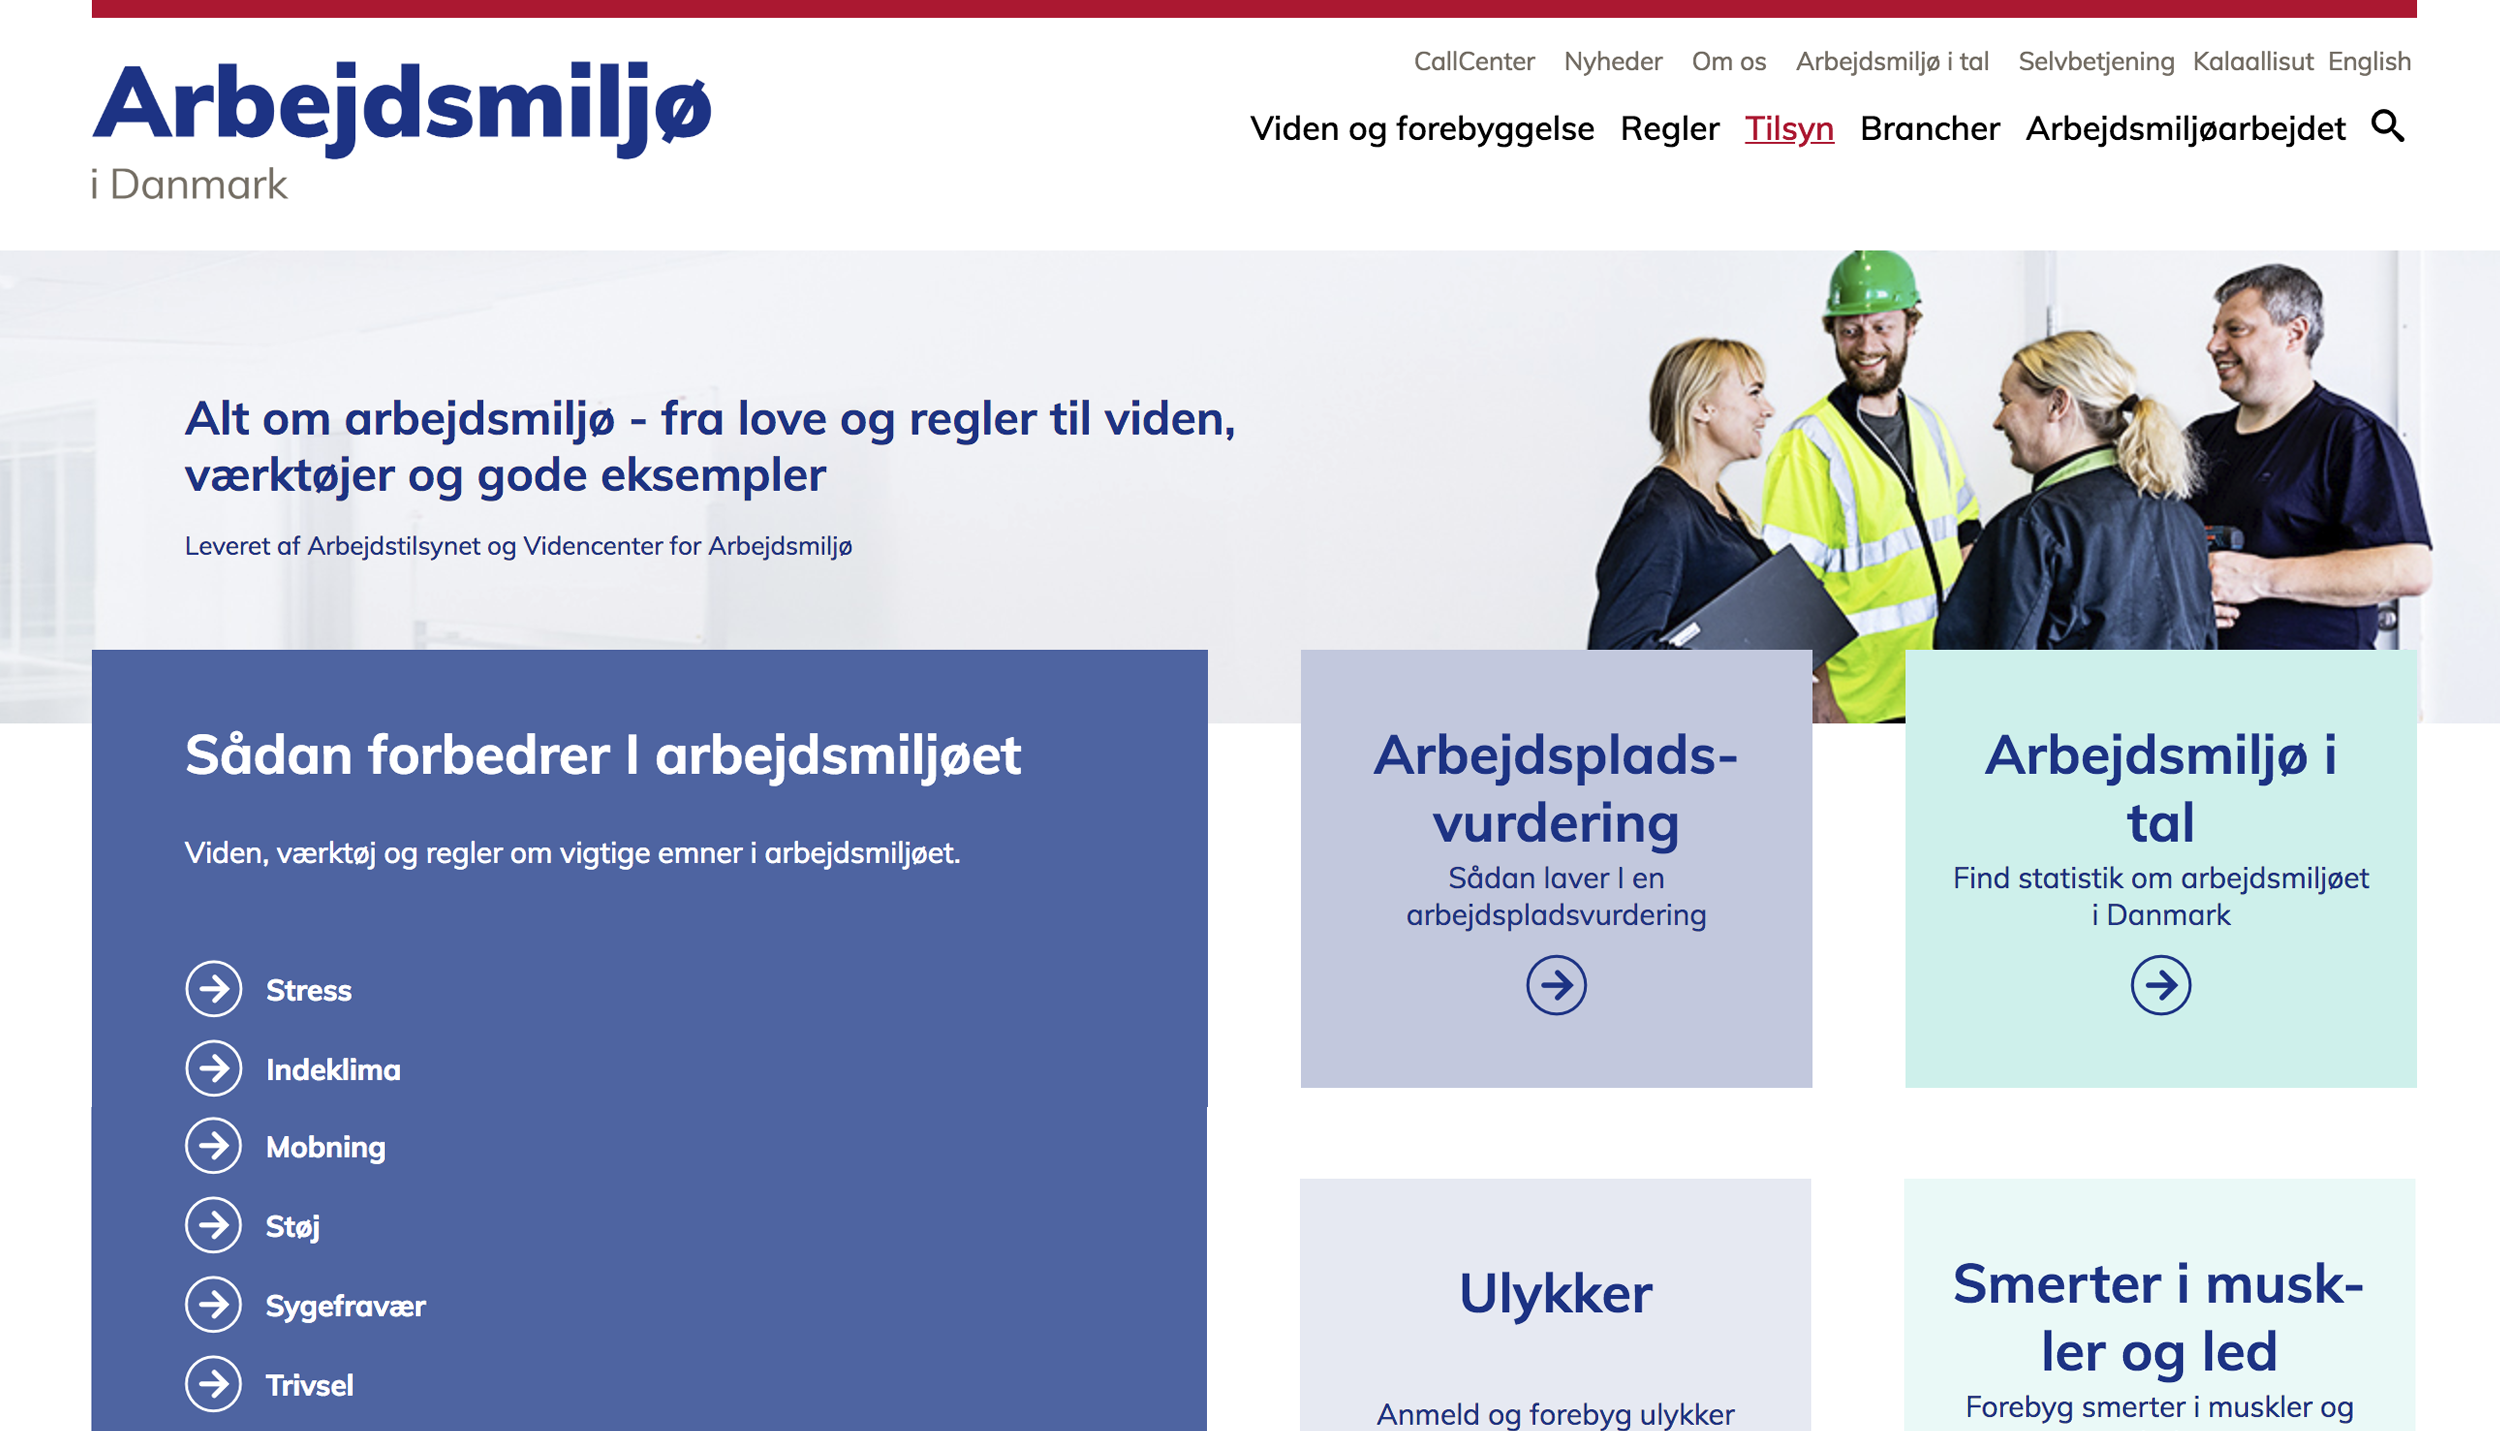 Arbejdsmiljø
i Danmark
CallCenter Nyheder Om os Arbejdsmiljø i tal Selvbetjening Kalaallisut English
Viden og forebyggelse Regler Tilsyn Brancher Arbejdsmiljøarbejdet
Alt om arbejdsmiljø - fra love og regler til viden,
værktøjer og gode eksempler
Leveret af Arbejdstilsynet og Videncenter for Arbejdsmiljø
Sådan forbedrer I arbejdsmiljøet
Viden, værktøj og regler om vigtige emner i arbejdsmiljøet.
Stress
Indeklima
Mobning
Støj
Sygefravær
Trivsel
Arbejdsplads-
vurdering
Sådan laver I en
arbejdspladsvurdering
Arbejdsmiljø i
tal
Find statistik om arbejdsmiljøet
i Danmark
Ulykker
Anmeld og forebyg ulykker
Smerter i musk-
ler og led
Forebyg smerter i muskler og